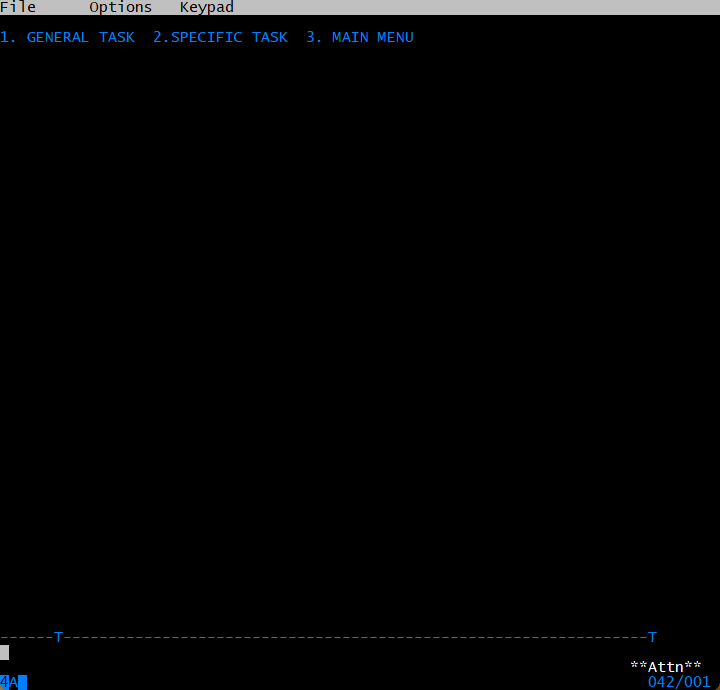 File Options Keypad
1. GENERAL TASK 2.SPECIFIC TASK 3. MAIN MENU
------T-----------------------------------------------------------------T
**Attn**
4A 042/001